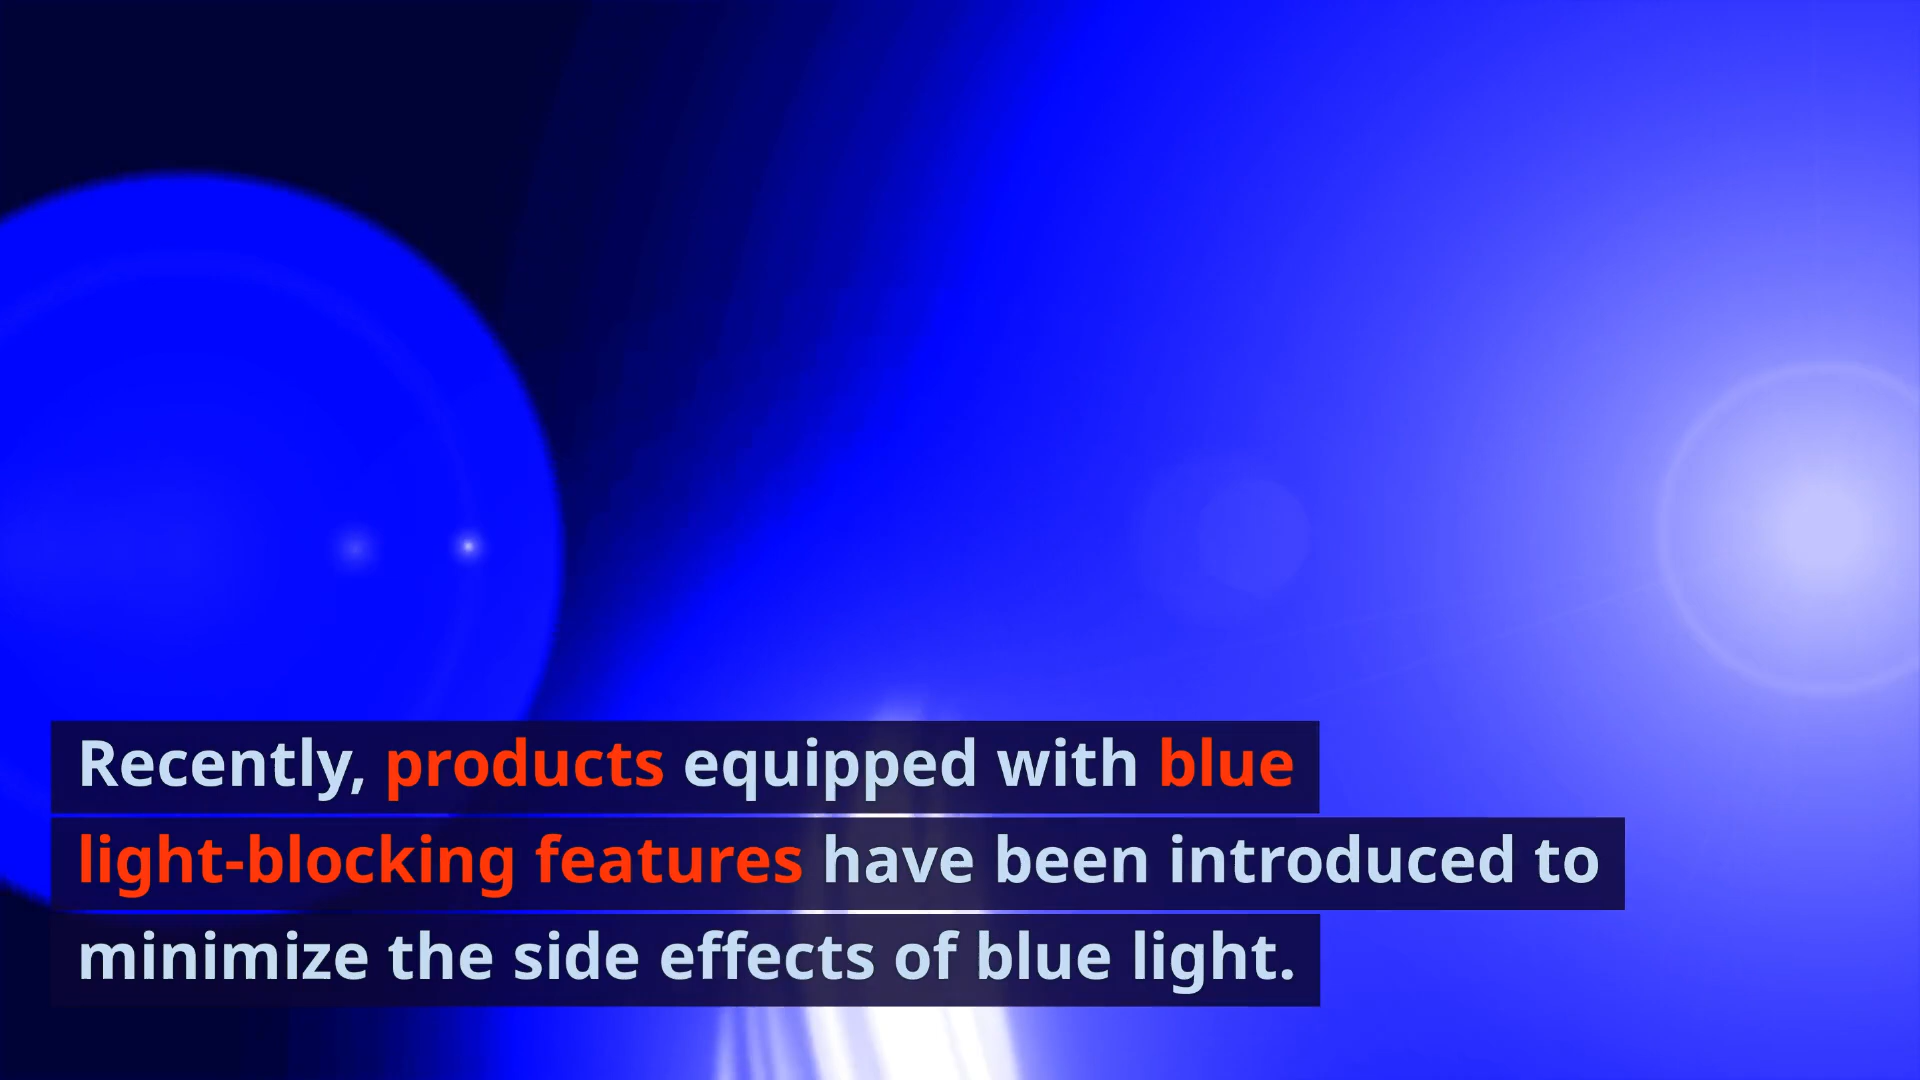 Recently, products equipped with blue
light-blocking features have been introduced to
minimize the side effects of blue light.